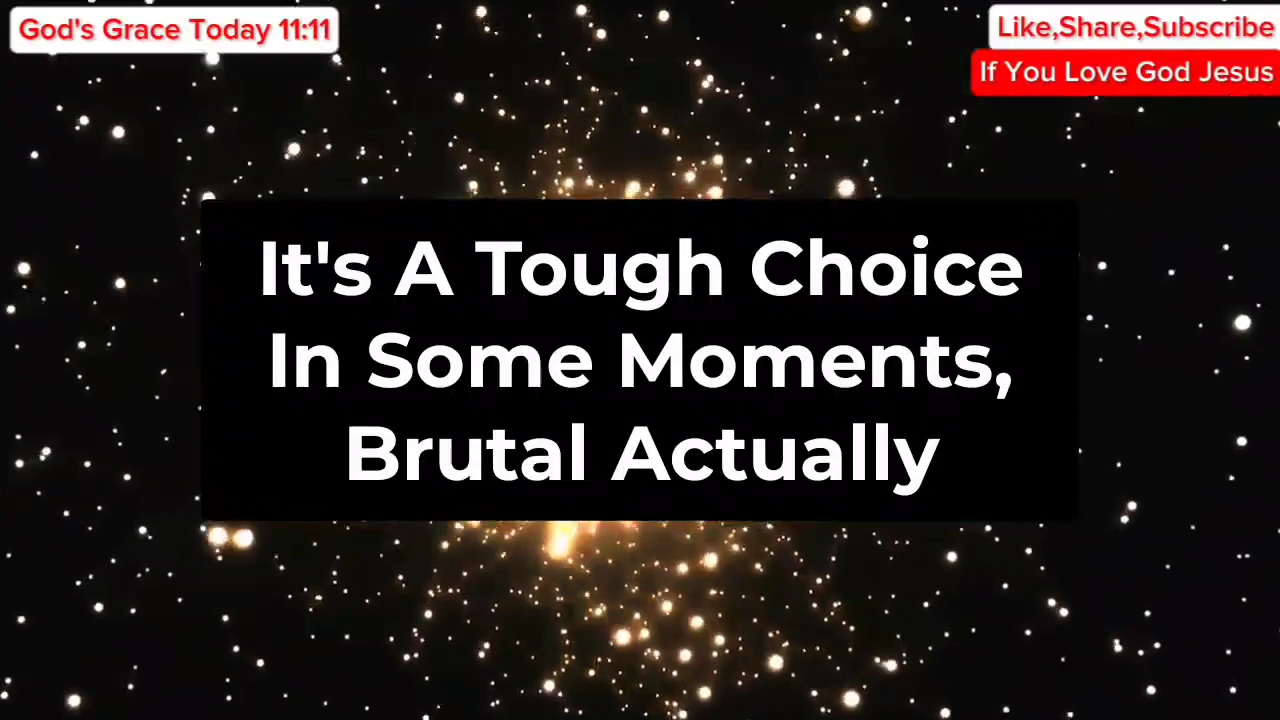 God's Grace Today 11:11
Like,Share,Subscribe
If You Love God Jesus
It's A Tough Choice
In Some Moments,
Brutal Actually